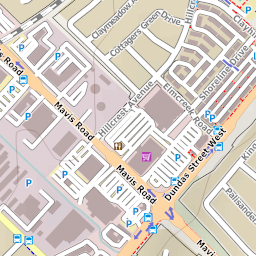 Claymeadow
Cottagers Green Drive
Hillcrest Avenue
Elmcreek Road
Shoreline Drive
Mavis Road
Mavis Road
Dundas Street West
Palisander
Mavis
P
P
P
P
P
P
P
P
P
P
P